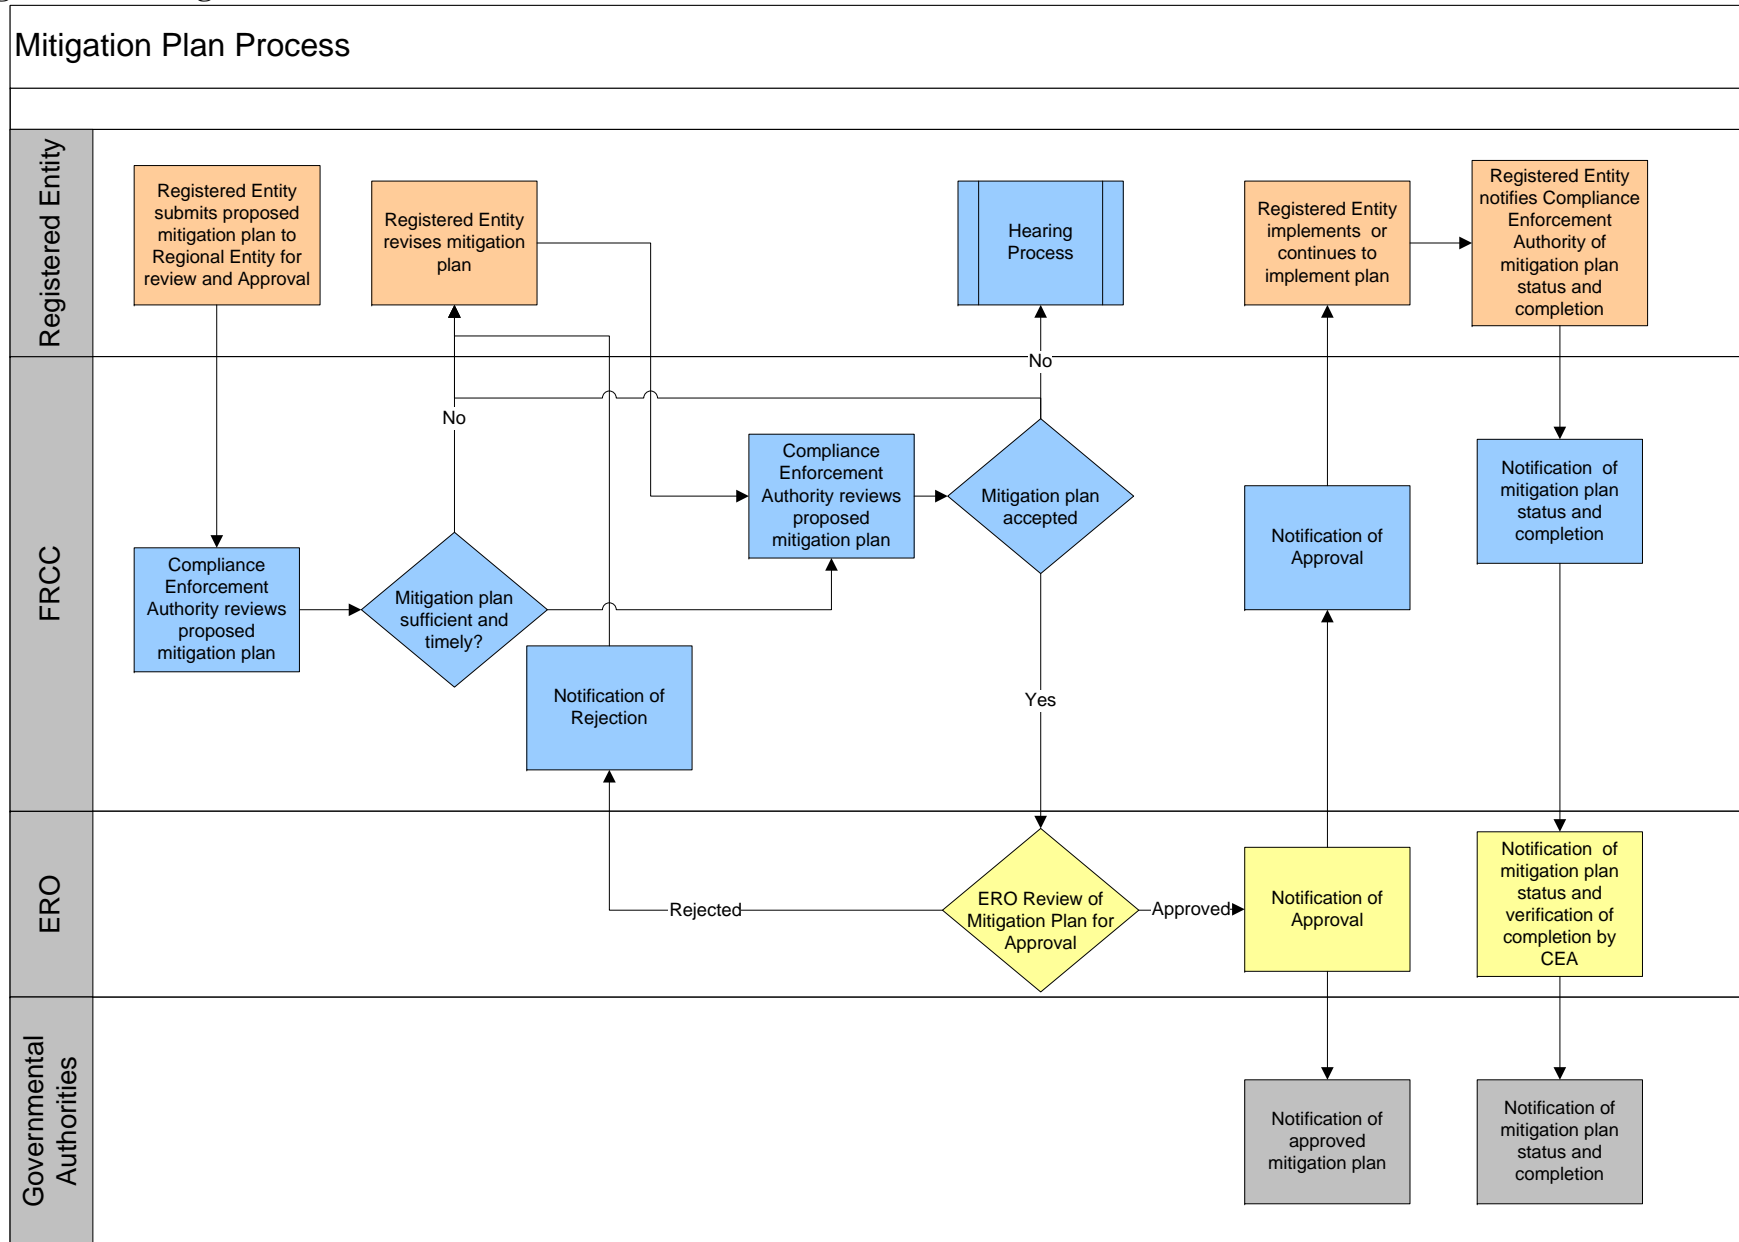 Mitigation Plan Process
Registered Entity
Registered Entity
submits proposed
mitigation plan to
Regional Entity for
review and Approval
Registered Entity
revises mitigation
plan
Hearing
Process
Registered Entity
implements or
continues to
implement plan
Registered Entity
notifies Compliance
Enforcement
Authority of
mitigation plan
status and
completion
FRCC
No
No
Compliance
Enforcement
Authority reviews
proposed
mitigation plan
Mitigation plan
sufficient and
timely?
Notification of
Rejection
Compliance
Enforcement
Authority reviews
proposed
mitigation plan
Mitigation plan
accepted
Yes
Notification of
Approval
Notification of
mitigation plan
status and
completion
ERO
Rejected
ERO Review of
Mitigation Plan for
Approval
Approved
Notification of
Approval
Notification of
mitigation plan
status and
verification of
completion by
CEA
Governmental
Authorities
Notification of
approved
mitigation plan
Notification of
mitigation plan
status and
completion